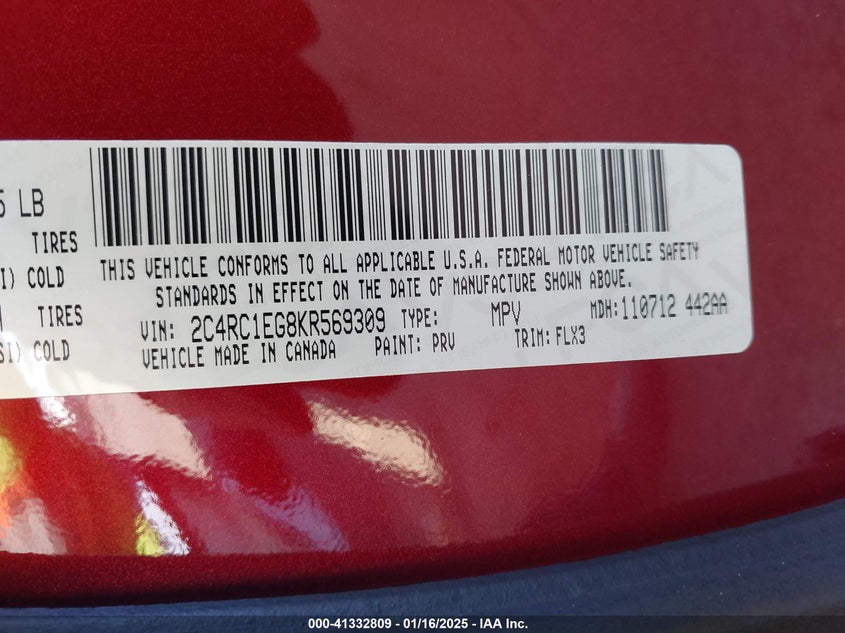 5 LB
TIRES
I) COLD
TIRES
SI) COLD
THIS VEHICLE CONFORMS TO ALL APPLICABLE U.S.A. FEDERAL MOTOR VEHICLE SAFETY
STANDARDS IN EFFECT ON THE DATE OF MANUFACTURE SHOWN ABOVE.
VIN: 2C4RC1EG8KR569309 TYPE: MPV MDH: 110712 442AA
VEHICLE MADE IN CANADA PAINT: PRV TRIM: FLX3
000-41332809 - 01/16/2025 - IAA Inc.